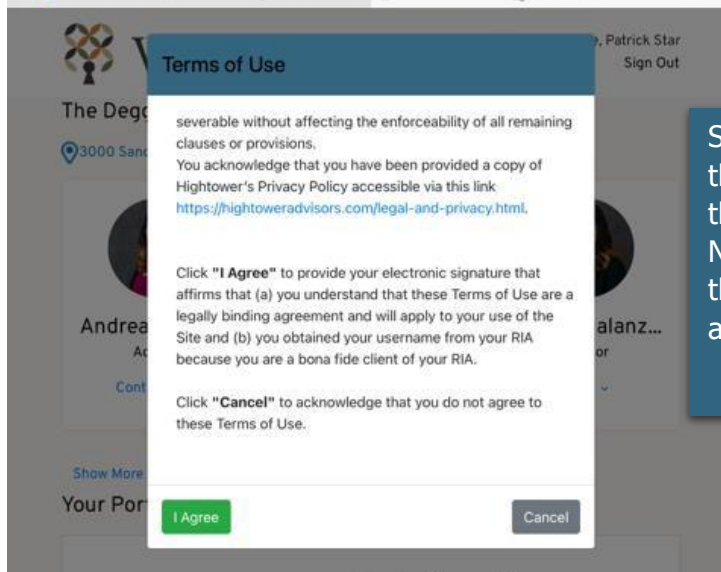 Patrick Star
Sign Out
Terms of Use
The
3000
severable without affecting the enforceability of all remaining
clauses or provisions.
You acknowledge that you have been provided a copy of
Hightower's Privacy Policy accessible via this link
https://hightoweradvisors.com/legal-and-privacy.html.
Click "I Agree" to provide your electronic signature that
affirms that (a) you understand that these Terms of Use are a
legally binding agreement and will apply to your use of the
Site and (b) you obtained your username from your RIA
because you are a bona fide client of your RIA.
Andrea
alanz...
or
Click "Cancel" to acknowledge that you do not agree to
these Terms of Use.
Show More
Your
I Agree
Cancel